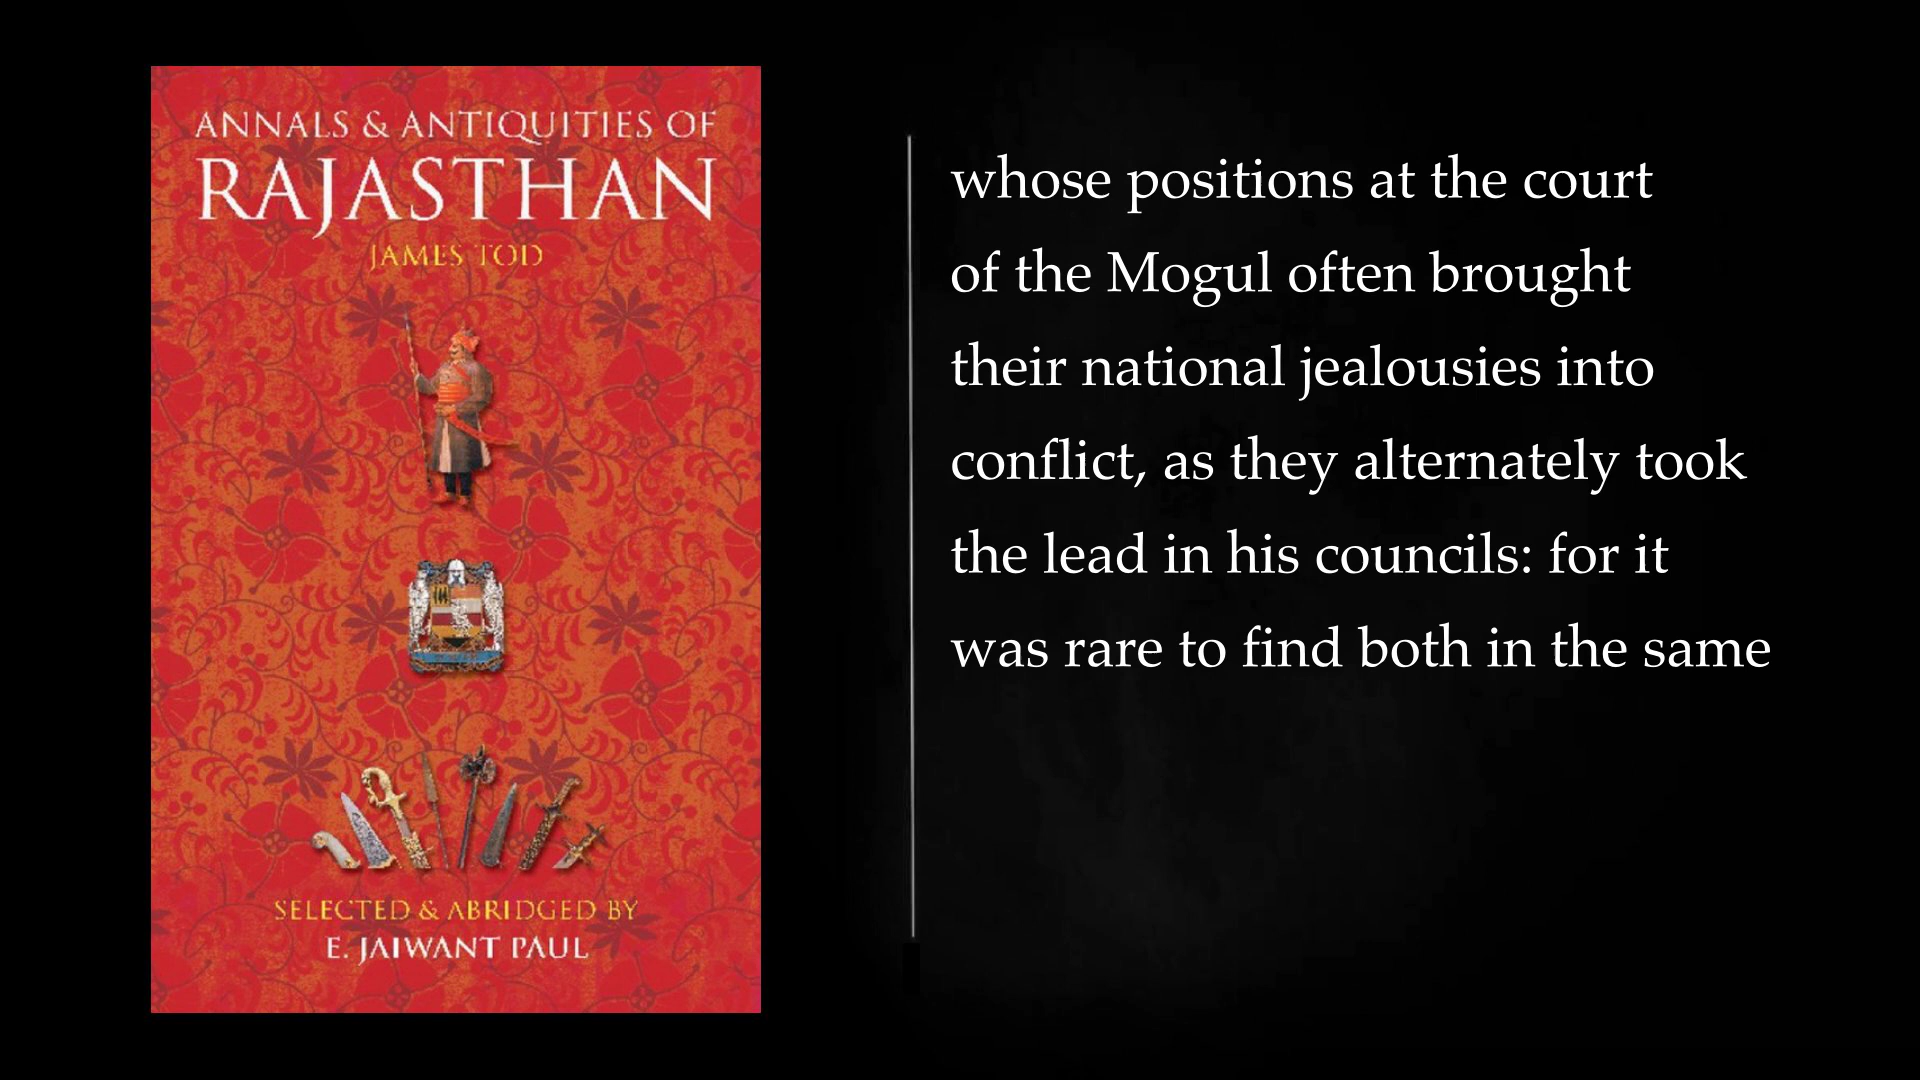 ANNALS & ANTIQUITIES OF
RAJASTHAN
JAMES TOD
SELECTED & ABRIDGED BY
E. JAIWANT PAUL
whose positions at the court
of the Mogul often brought
their national jealousies into
conflict, as they alternately took
the lead in his councils: for it
was rare to find both in the same